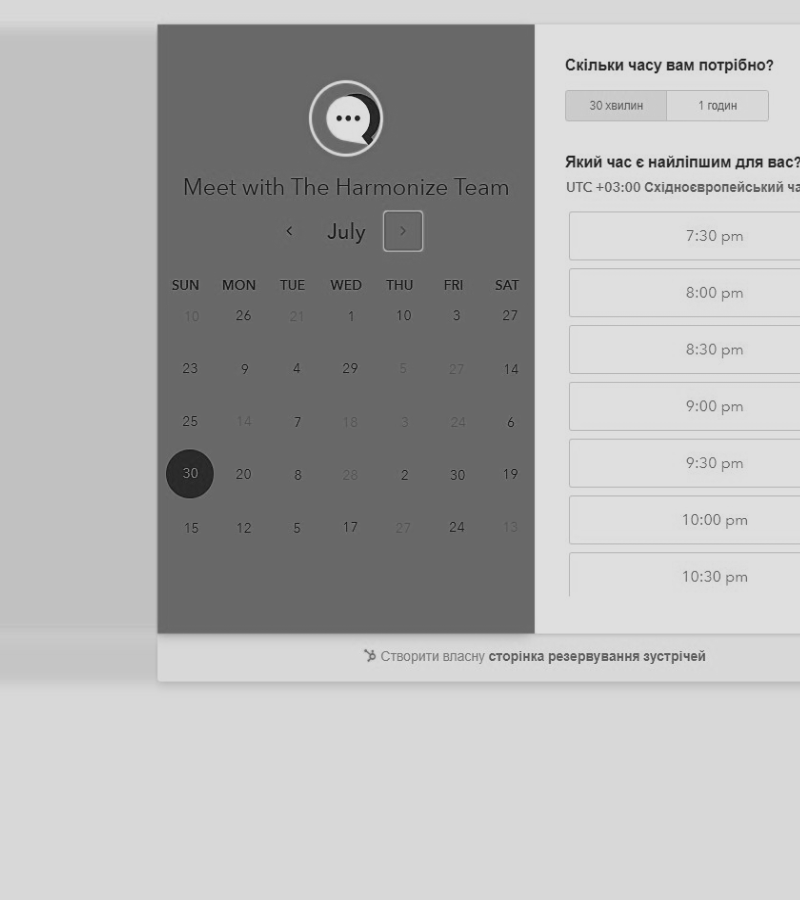 Meet with The Harmonize Team
July
SUN MON TUE WED THU FRI SAT
10 26 21 1 10 3 27
23 9 4 29 5 27 14
25 14 7 18 3 24 6
30 20 8 28 2 30 19
15 12 5 17 27 24 13
Скільки часу вам потрібно?
30 хвилин 1 годин
Який час є найліпшим для вас?
UTC +03:00 Східноєвропейський ча
7:30 pm
8:00 pm
8:30 pm
9:00 pm
9:30 pm
10:00 pm
10:30 pm
Створити власну сторінка резервування зустрічей